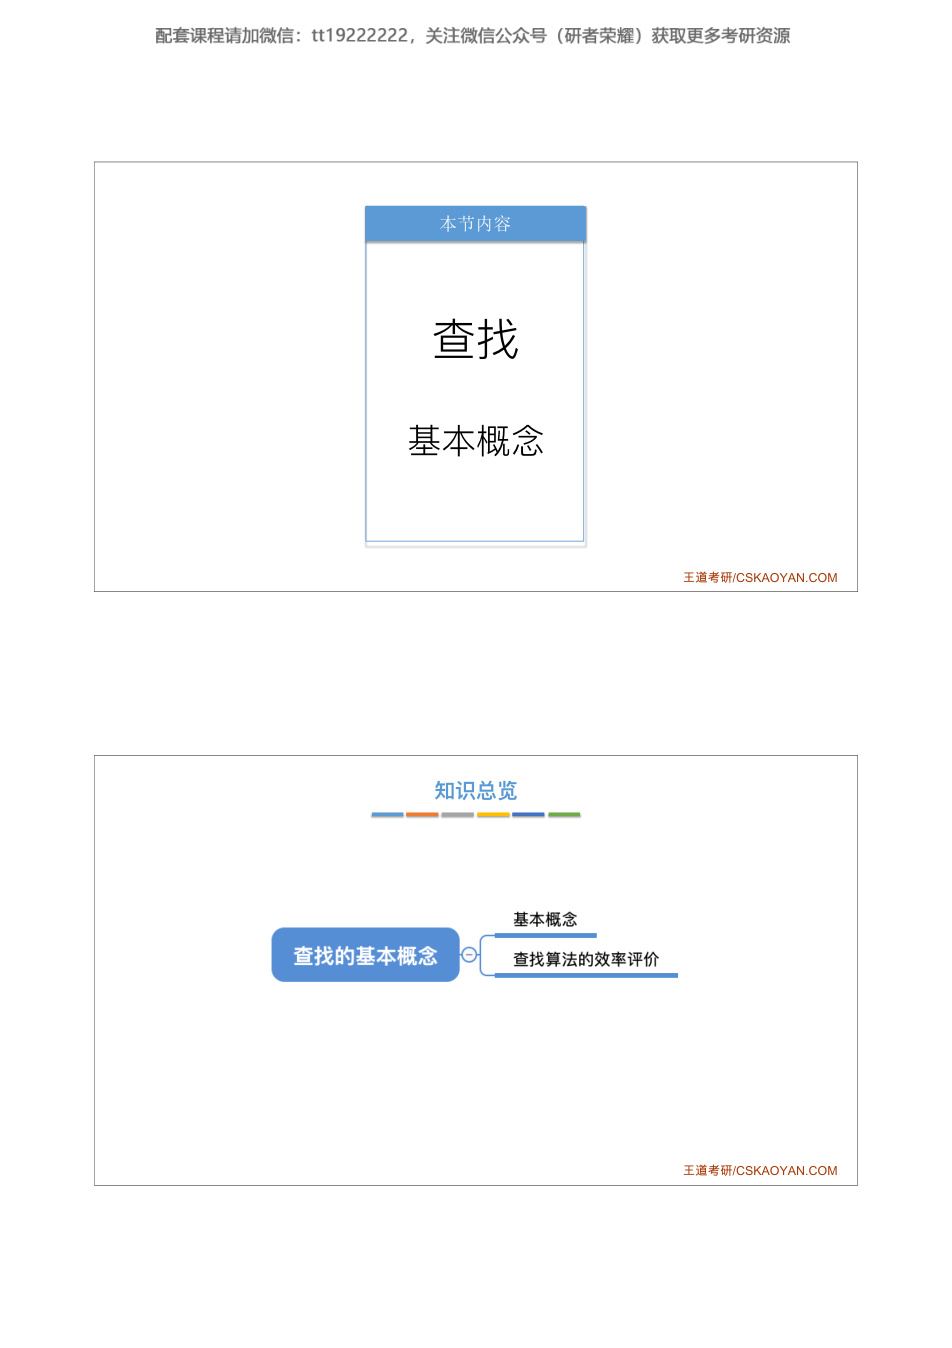 配套课程请加微信：tt19222222，关注微信公众号（研者荣耀）获取更多考研资源
本节内容
查找
基本概念
王道考研/CSKAOYAN.COM
知识总览
基本概念
查找的基本概念
查找算法的效率评价
王道考研/CSKAOYAN.COM